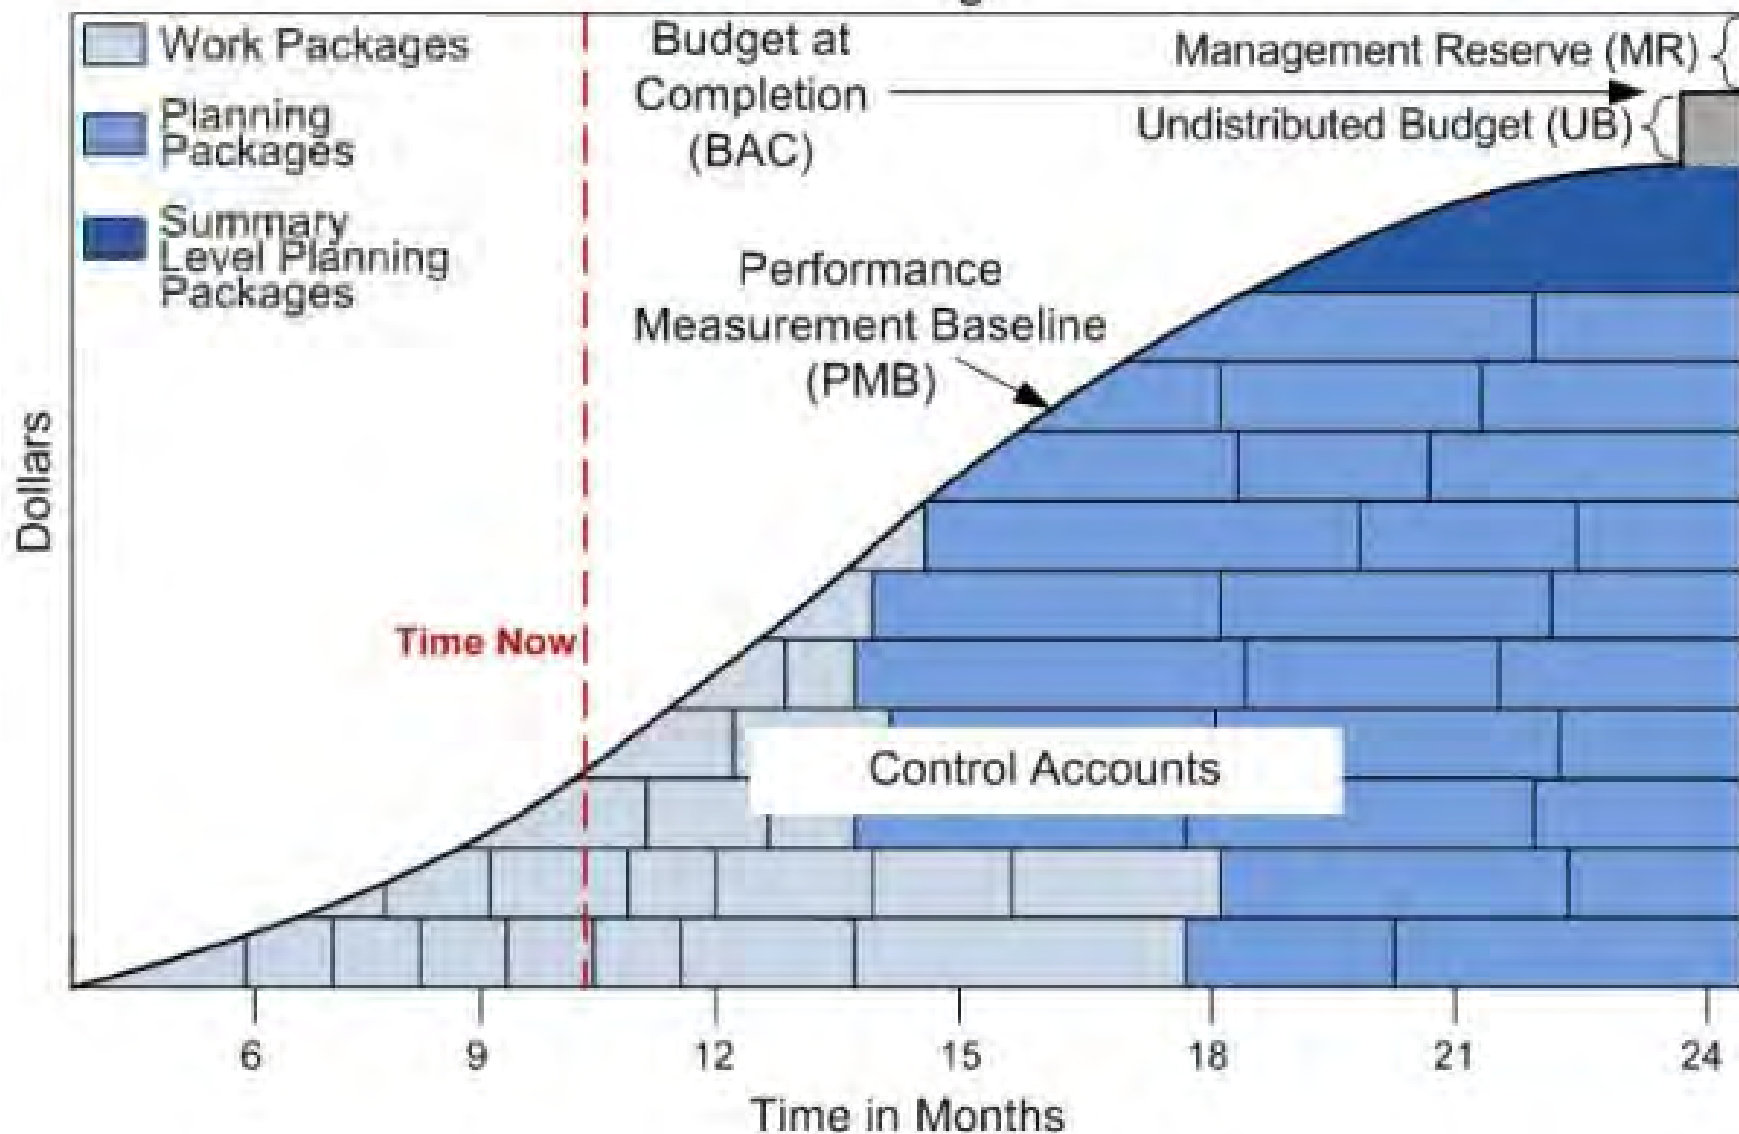 Work Packages
Planning
Packages
Summary
Level Planning
Packages
Budget at
Completion
(BAC)
Management Reserve (MR)
Undistributed Budget (UB)
Performance
Measurement Baseline
(PMB)
Dollars
Time Now
Control Accounts
6 9 12 15 18 21 24
Time in Months